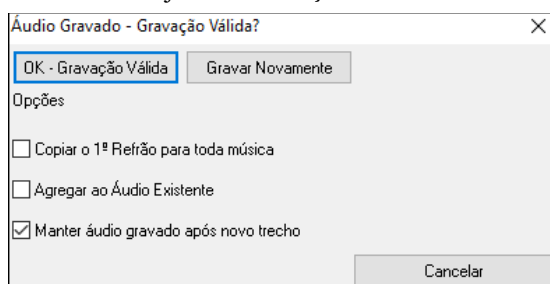 Áudio Gravado - Gravação Válida?
OK - Gravação Válida Gravar Novamente
Opções
Copiar o 1º Refrão para toda música
Agregar ao Áudio Existente
Manter áudio gravado após novo trecho
Cancelar